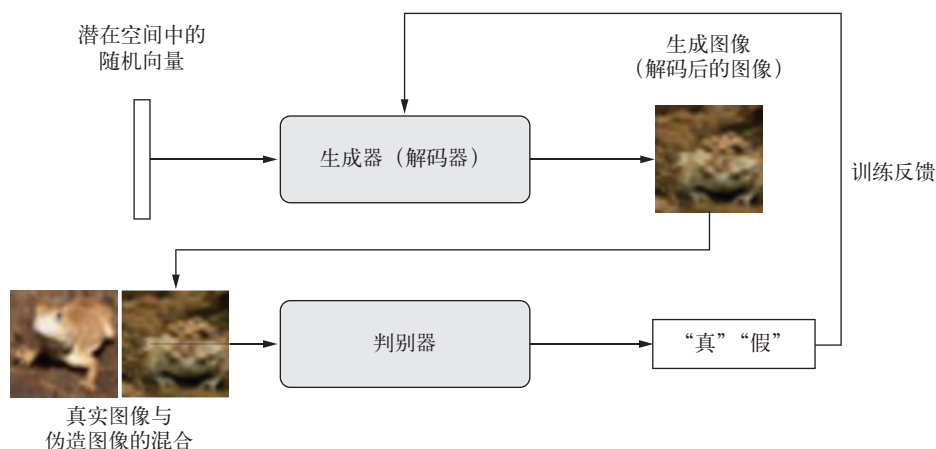 潜在空间中的
随机向量
生成图像
（解码后的图像）
生成器（解码器）
训练反馈
判别器
“真”“假”
真实图像与
伪造图像的混合